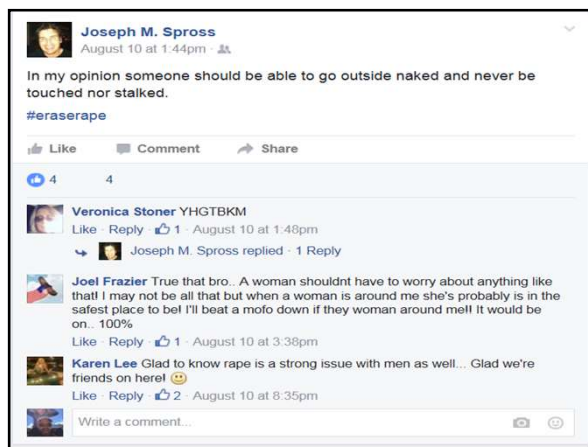 Joseph M. Spross
August 10 at 1:44pm ·
In my opinion someone should be able to go outside naked and never be
touched nor stalked.
#eraserape
Like Comment Share
4 4
Veronica Stoner YHGTBKM
Like · Reply · 1 · August 10 at 1:48pm
Joseph M. Spross replied · 1 Reply
Joel Frazier True that bro.. A woman shouldnt have to worry about anything like
that! I may not be all that but when a woman is around me she's probably is in the
safest place to be! I'll beat a mofo down if they woman around me!! It would be
on.. 100%
Like · Reply · 1 · August 10 at 3:38pm
Karen Lee Glad to know rape is a strong issue with men as well... Glad we're
friends on here!
Like · Reply · 2 · August 10 at 8:35pm
Write a comment...